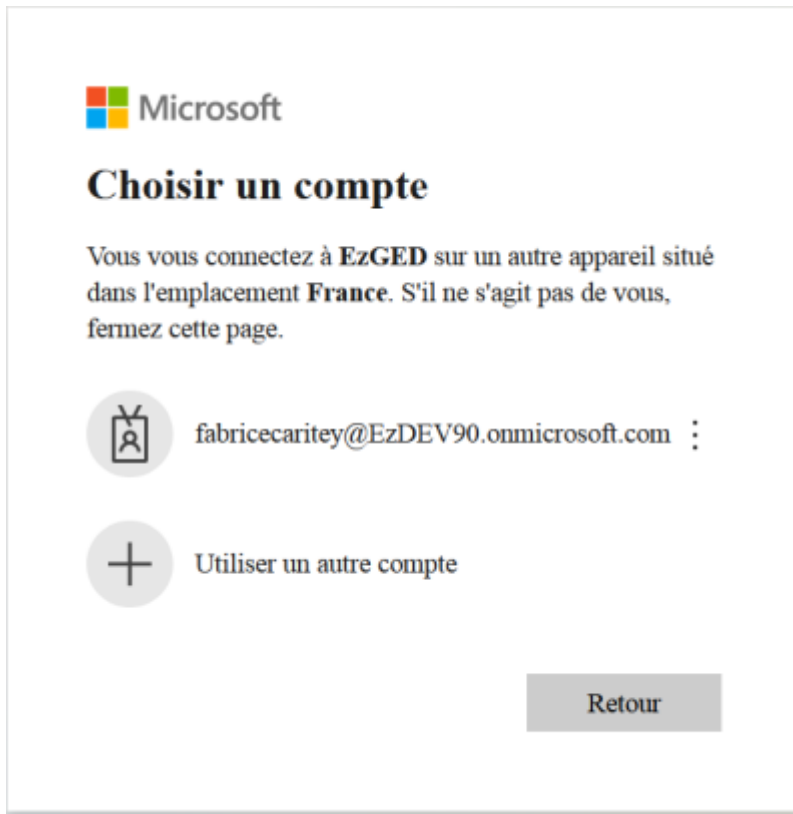 Microsoft
Choisir un compte
Vous vous connectez à EzGED sur un autre appareil situé
dans l'emplacement France. S'il ne s'agit pas de vous,
fermez cette page.
fabricecaritey@EzDEV90.onmicrosoft.com
Utiliser un autre compte
Retour